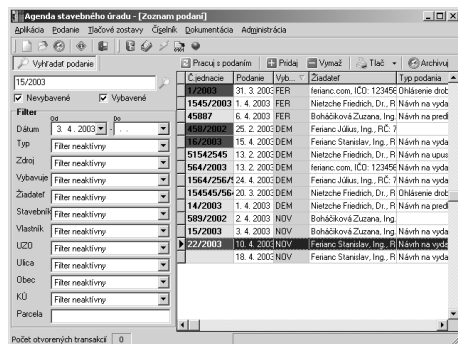 Agenda stavebného úradu - [Zoznam podaní]
Aplikácia Podanie Tlačové zostavy Číselník Dokumentácia Administrácia
Vyhľadať podanie Pracuj s podaním Pridaj Vymaž Tlač Archivuj
15/2003
Nevybavené Vybavené
Filter
Od Do
Dátum 3. 4. 2003 - . .
Typ Filter neaktívny
Zdroj Filter neaktívny
Vybavuje Filter neaktívny
Žiadateľ Filter neaktívny
Stavebník Filter neaktívny
Vlastník Filter neaktívny
UZO Filter neaktívny
Ulica Filter neaktívny
Obec Filter neaktívny
KÚ Filter neaktívny
Parcela
Č.jednacie Podanie Vyb... Žiadateľ Typ podania
1/2003 31. 3. 2003 FER ferianc.com, IČO: 123456 Ohlásenie drob
1545/2003 1. 4. 2003 FER Nietzche Friedrich, Dr., R Návrh na vyda
45887 6. 4. 2003 FER Boháčiková Zuzana, Ing. Návrh na predl
458/2002 25. 2. 2003 DEM Ferianc Július, Ing., RČ: 7
16/2003 15. 4. 2003 DEM Ferianc Stanislav, Ing., R Návrh na vyda
51542545 13. 2. 2003 DEM Nietzche Friedrich, Dr., R Návrh na upus
564/2003 13. 2. 2003 DEM ferianc.com, IČO: 123456 Návrh na vyda
1564/256/5 24. 2. 2003 DEM Ferianc Július, Ing., RČ: 7 Návrh na vyda
154545/564 20. 3. 2003 DEM Nietzche Friedrich, Dr., R Ohlásenie drob
14/2003 1. 4. 2003 DEM Nietzche Friedrich, Dr., R Návrh na predl
589/2002 2. 4. 2003 NOV Boháčiková Zuzana, Ing.
15/2003 3. 4. 2003 NOV Boháčiková Zuzana, Ing. Návrh na vyda
22/2003 10. 4. 2003 NOV Ferianc Stanislav, Ing., R Návrh na vyda
18. 4. 2003 NOV Ferianc Stanislav, Ing., R Návrh na vyda
Počet otvorených transakcií 0